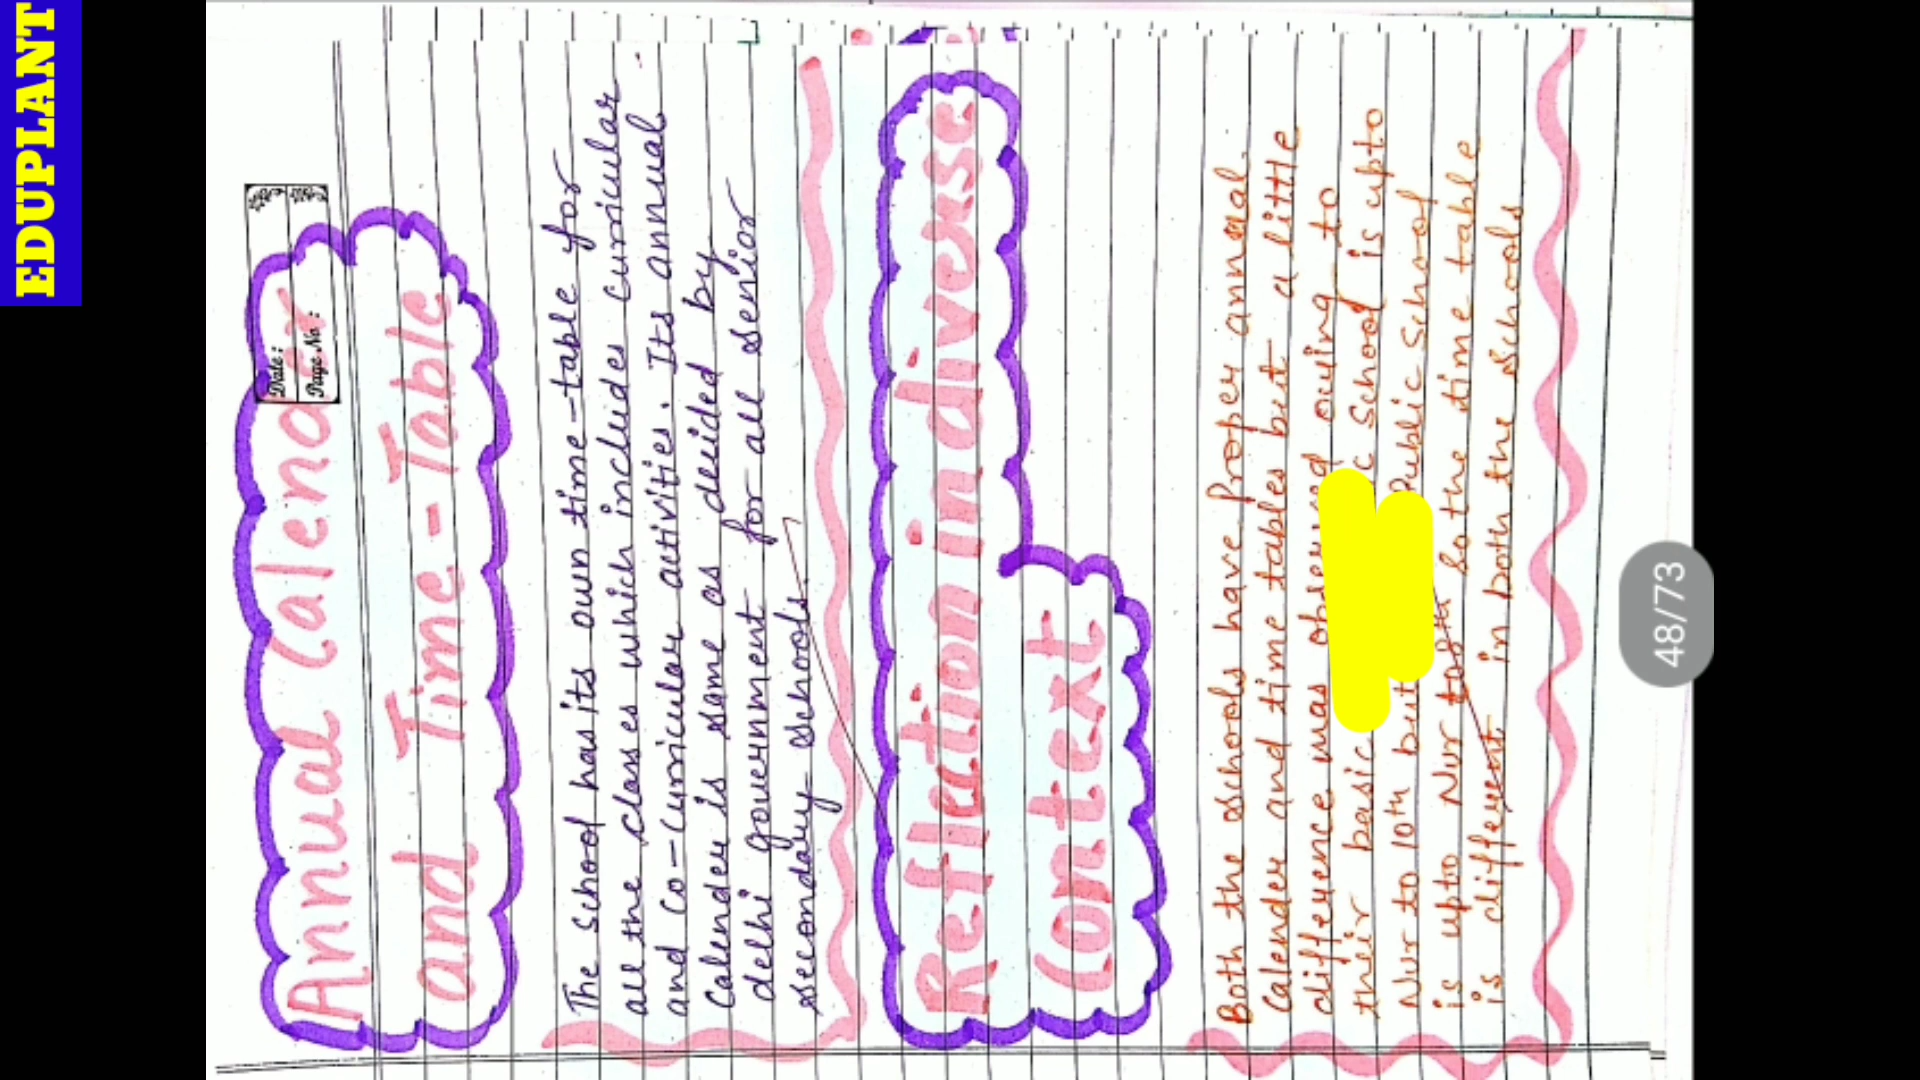 EDUPLANT
Date:
Page No:
Annual Calendar
and Time-Table
The school has its own time-table for
all the classes which includes curricular
and co-curricular activities. Its annual
Calender is same as decided by
delhi government for all senior
secondary schools.
Reflection in diverse
Context
Both the schools have Proper annual
Calender and time tables but a little
difference was observed owing to
their basic c School is upto
Nur to 10th but Public School
is upto Nur to so the time table
is different in both the schools
48/73